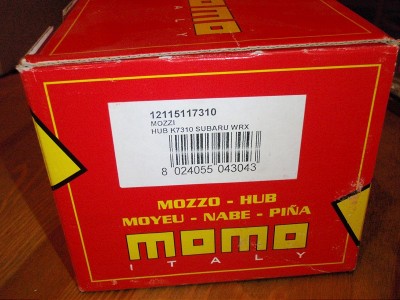 12115117310
MOZZI
HUB K7310 SUBARU WRX
8 024055 043043
MOZZO - HUB
MOYEU - NABE - PIÑA
momo
ITALY